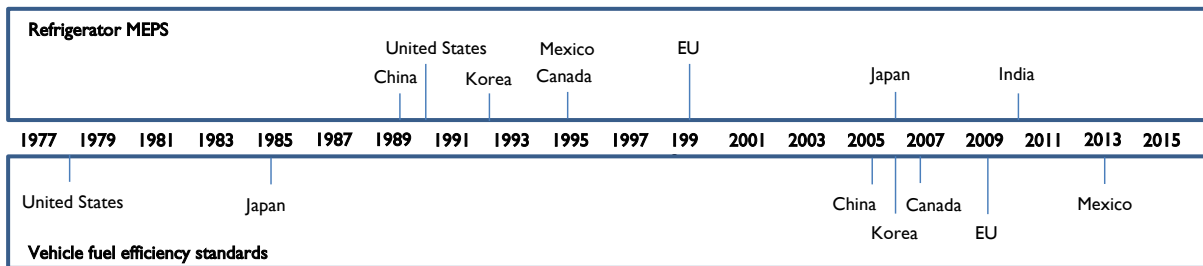 Refrigerator MEPS
United States
Mexico
EU
China
Korea
Canada
Japan
India
1977 1979 1981 1983 1985 1987 1989 1991 1993 1995 1997 199 2001 2003 2005 2007 2009 2011 2013 2015
United States
Japan
China
Canada
Mexico
Korea
EU
Vehicle fuel efficiency standards